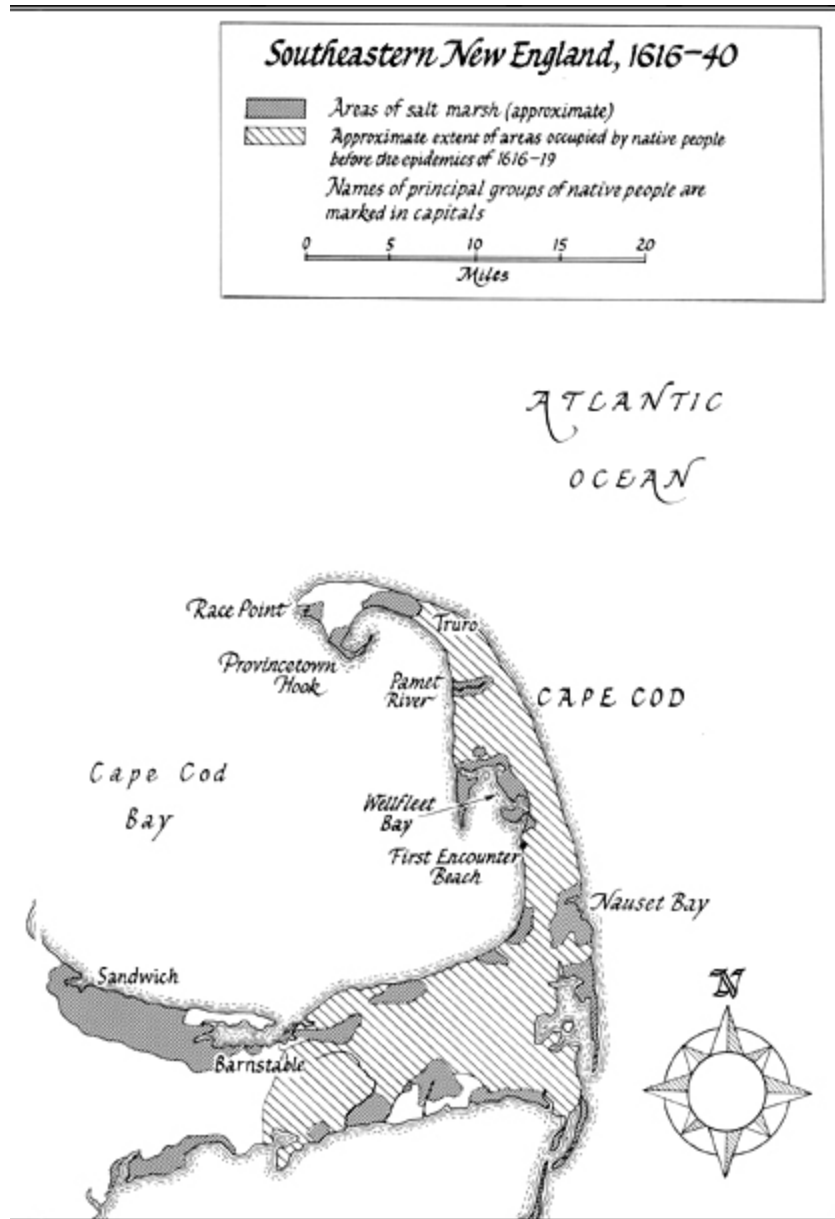 Southeastern New England, 1616–40
Areas of salt marsh (approximate)
Approximate extent of areas occupied by native people
before the epidemics of 1616–19
Names of principal groups of native people are
marked in capitals
0 5 10 15 20
Miles
ATLANTIC
OCEAN
Race Point
Truro
Provincetown
Hook
Pamet
River
CAPE COD
Cape Cod
Bay
Wellfleet
Bay
First Encounter
Beach
Nauset Bay
Sandwich
N
Barnstable